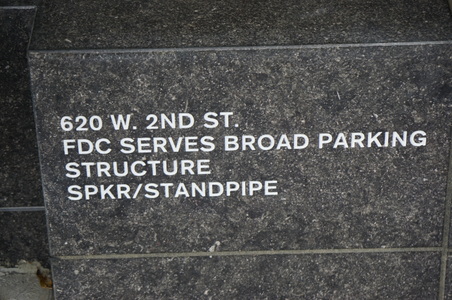 620 W. 2ND ST.
FDC SERVES BROAD PARKING
STRUCTURE
SPKR/STANDPIPE